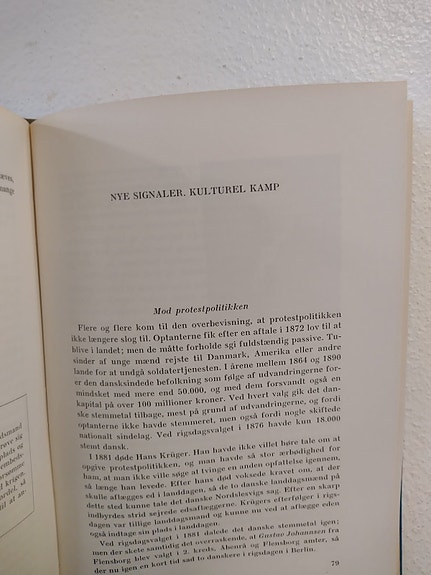 æves,
mange
NYE SIGNALER. KULTUREL KAMP
Mod protestpolitikken
Flere og flere kom til den overbevisning, at protestpolitikken
ikke længere slog til. Optanterne fik efter en aftale i 1872 lov til at
blive i landet; men de måtte forholde sgi fuldstændig passive. Tu-
sinder af unge mænd rejste til Danmark, Amerika eller andre
lande for at undgå soldatertjenesten. I årene mellem 1864 og 1890
for-
er den dansksindede befolkning som følge af udvandringerne
mindsket med mere end 50.000, og med dem forsvandt også en
kapital på over 100 millioner kroner. Ved hvert valg gik det dan-
ske stemmetal tilbage, mest på grund af udvandringerne, og fordi
optanterne ikke havde stemmeret, men også fordi nogle skiftede
nationalt sindelag. Ved rigsdagsvalget i 1876 havde kun 18.000
stemt dansk.
I 1881 døde Hans Krüger. Han havde ikke villet høre tale om at
opgive protestpolitikken, og man havde så stor ærbødighed for
ham, at man ikke ville søge at tvinge en anden opfattelse igennem,
så længe han levede. Efter hans død voksede kravet om, at der
skulle aflægges ed i landdagen, så de to danske landdagsmænd på
dette sted kunne tale det danske Nordslesvigs sag. Efter en skarp
indbyrdes strid sejrede edsaflæggerne. Krügers efterfølger i rigs-
dagen var tillige landdagsmand og kunne nu ved at aflægge eden
også indtage sin plads i landdagen.
Ved rigsdagsvalget i 1881 dalede det danske stemmetal igen;
men der skete samtidig det overraskende, at Gustav Johannsen fra
Flensborg blev valgt i 2. kreds, Åbenrå og Flensborg amter, så
der nu igen en kort tid sad to danskere i rigsdagen i Berlin.
79